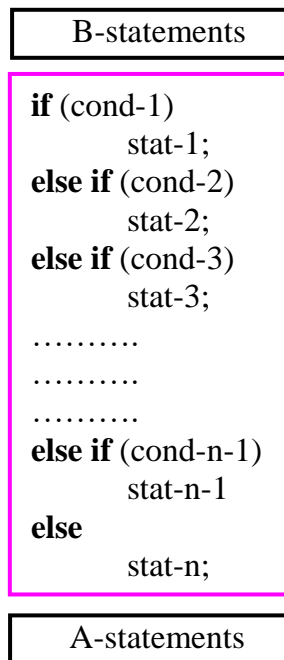 B-statements
if (cond-1)
stat-1;
else if (cond-2)
stat-2;
else if (cond-3)
stat-3;
……….
……….
……….
else if (cond-n-1)
stat-n-1
else
stat-n;
A-statements